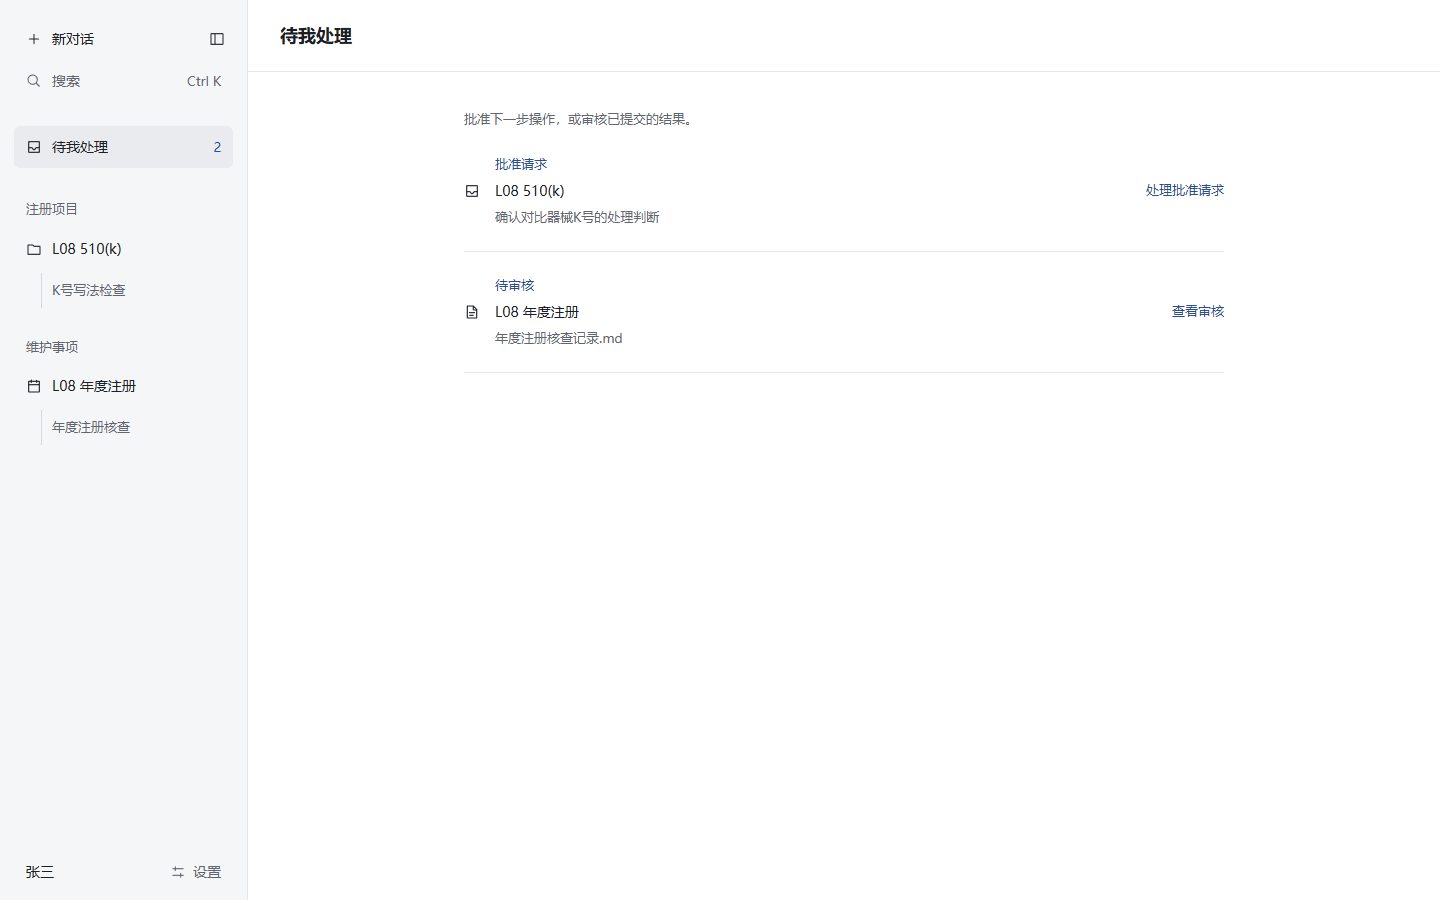 新对话
搜索 Ctrl K
待我处理 2
注册项目
L08 510(k)
K号写法检查
维护事项
L08 年度注册
年度注册核查
张三 设置
待我处理
批准下一步操作，或审核已提交的结果。
批准请求
L08 510(k) 处理批准请求
确认对比器械K号的处理判断
待审核
L08 年度注册 查看审核
年度注册核查记录.md